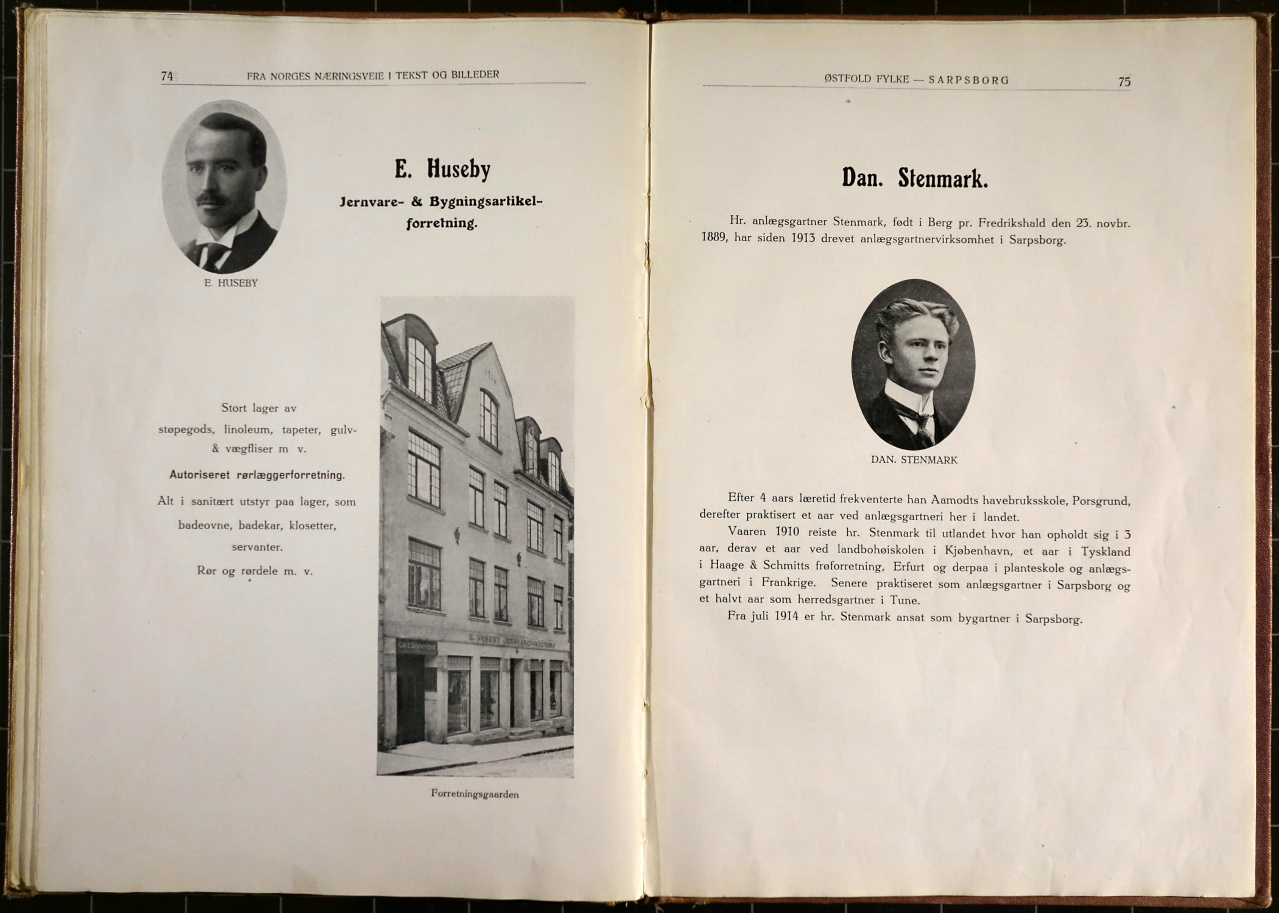 74 FRA NORGES NÆRINGSVEIE I TEKST OG BILLEDER
E. Huseby
Jernvare- & Bygningsartikel-
forretning.
E. HUSEBY
Stort lager av
støpegods, linoleum, tapeter, gulv-
& vægfliser m v.
Autoriseret rørlæggerforretning.
Alt i sanitært utstyr paa lager, som
badeovne, badekar, klosetter,
servanter.
Rør og rørdele m. v.
E. HUSEBY
Forretningsgaarden
ØSTFOLD FYLKE — SARPSBORG 75
Dan. Stenmark.
Hr. anlægsgartner Stenmark, født i Berg pr. Fredrikshald den 23. novbr.
1889, har siden 1913 drevet anlægsgartnervirksomhet i Sarpsborg.
DAN. STENMARK
Efter 4 aars læretid frekventerte han Aamodts havebruksskole, Porsgrund,
derefter praktisert et aar ved anlægsgartneri her i landet.
Vaaren 1910 reiste hr. Stenmark til utlandet hvor han opholdt sig i 3
aar, derav et aar ved landbohøiskolen i Kjøbenhavn, et aar i Tyskland
i Haage & Schmitts frøforretning, Erfurt og derpaa i planteskole og anlægs-
gartneri i Frankrige. Senere praktiseret som anlægsgartner i Sarpsborg og
et halvt aar som herredsgartner i Tune.
Fra juli 1914 er hr. Stenmark ansat som bygartner i Sarpsborg.